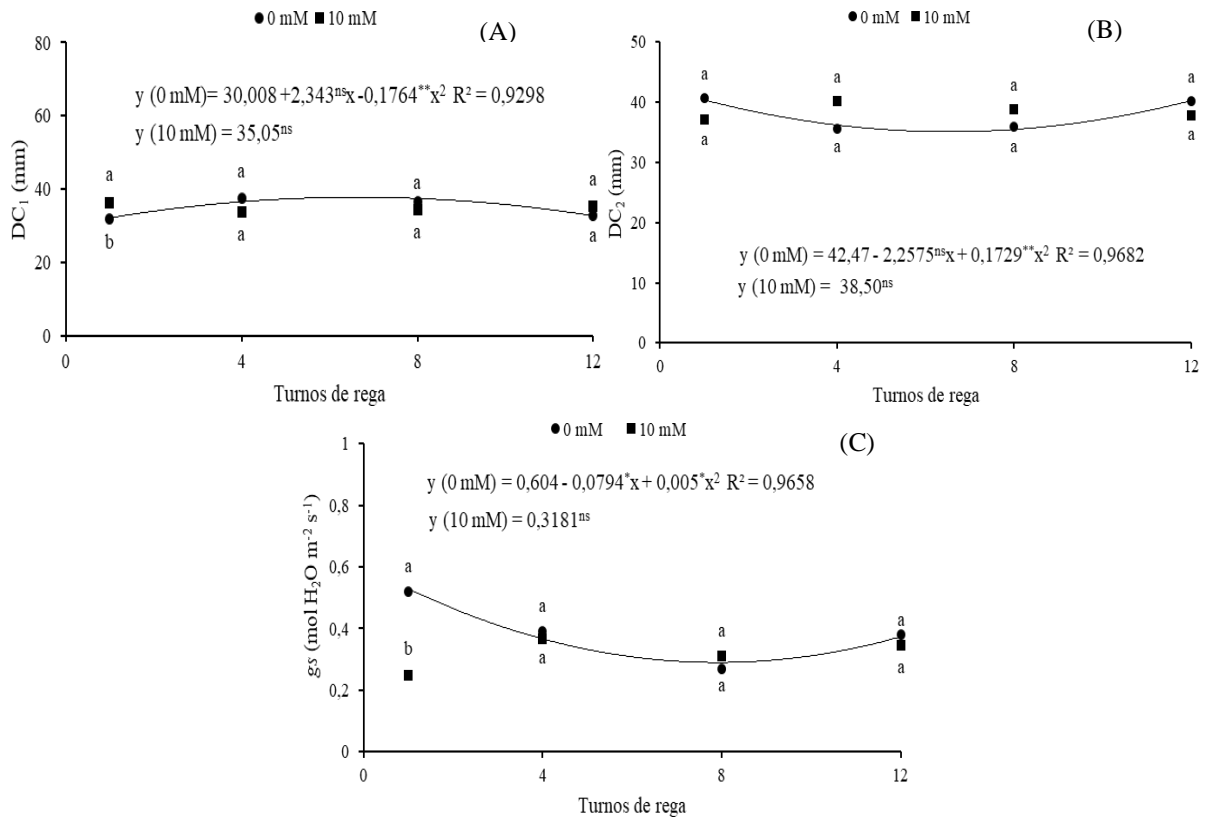 ● 0 mM ■ 10 mM
(A)
80
60
40
20
0
0 4 8 12
y (0 mM)= 30,008 +2,343ⁿˢx -0,1764**x² R² = 0,9298
y (10 mM) = 35,05ⁿˢ
a a a a
b a a a
DC₁ (mm)
Turnos de rega
● 0 mM ■ 10 mM
(B)
50
40
30
20
10
0
0 4 8 12
a a a a
a a a a
y (0 mM) = 42,47 - 2,2575ⁿˢx + 0,1729**x² R² = 0,9682
y (10 mM) = 38,50ⁿˢ
DC₂ (mm)
Turnos de rega
● 0 mM ■ 10 mM
(C)
1
0,8
0,6
0,4
0,2
0
0 4 8 12
y (0 mM) = 0,604 - 0,0794*x + 0,005*x² R² = 0,9658
y (10 mM) = 0,3181ⁿˢ
a a a a
b a a a
gs (mol H₂O m⁻² s⁻¹)
Turnos de rega